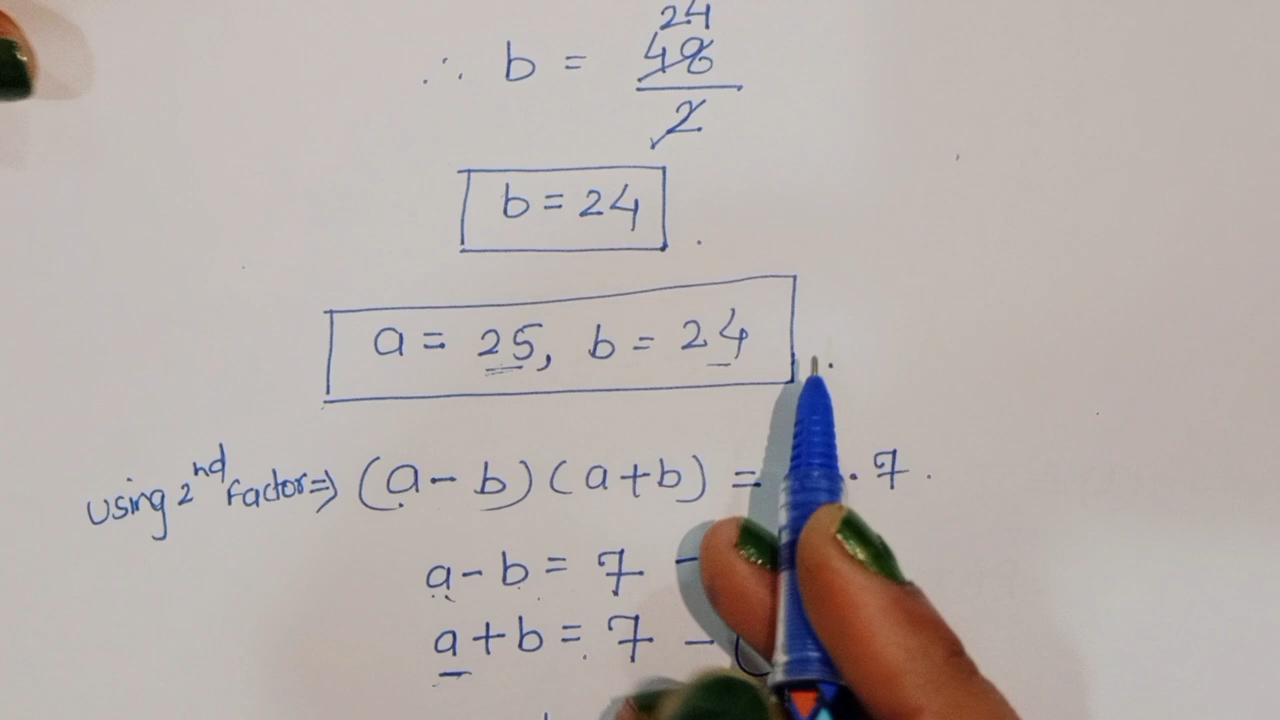 24
∴ b = 48/2
b = 24
a = 25, b = 24
using 2nd factor ⇒ (a - b) (a + b) = . 7 .
a - b = 7 -
a + b = 7 -